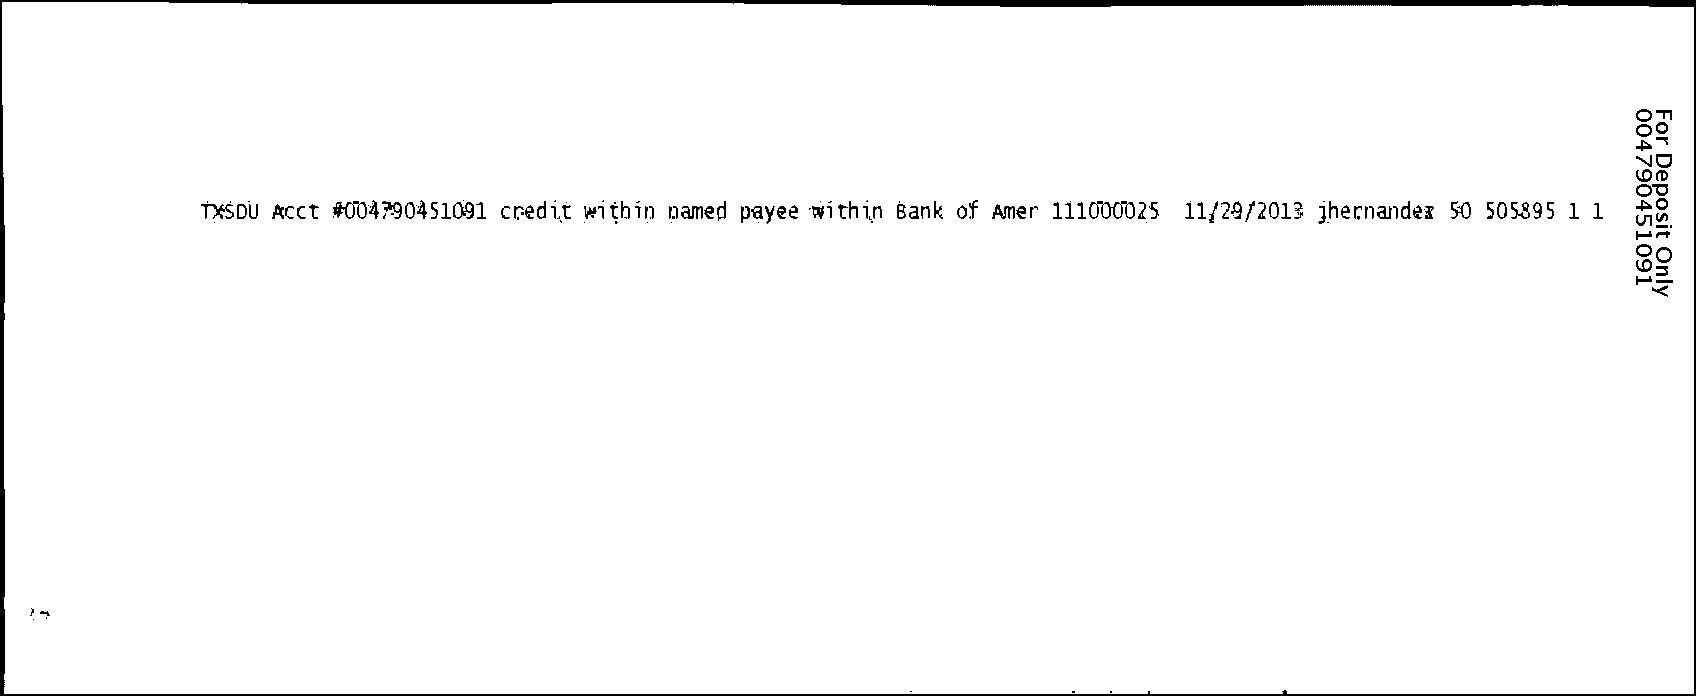 TXSDU Acct #004790451091 credit within named payee within Bank of Amer 111000025 11/29/2013 jhernandez 50 505895 1 1
For Deposit Only
004790451091